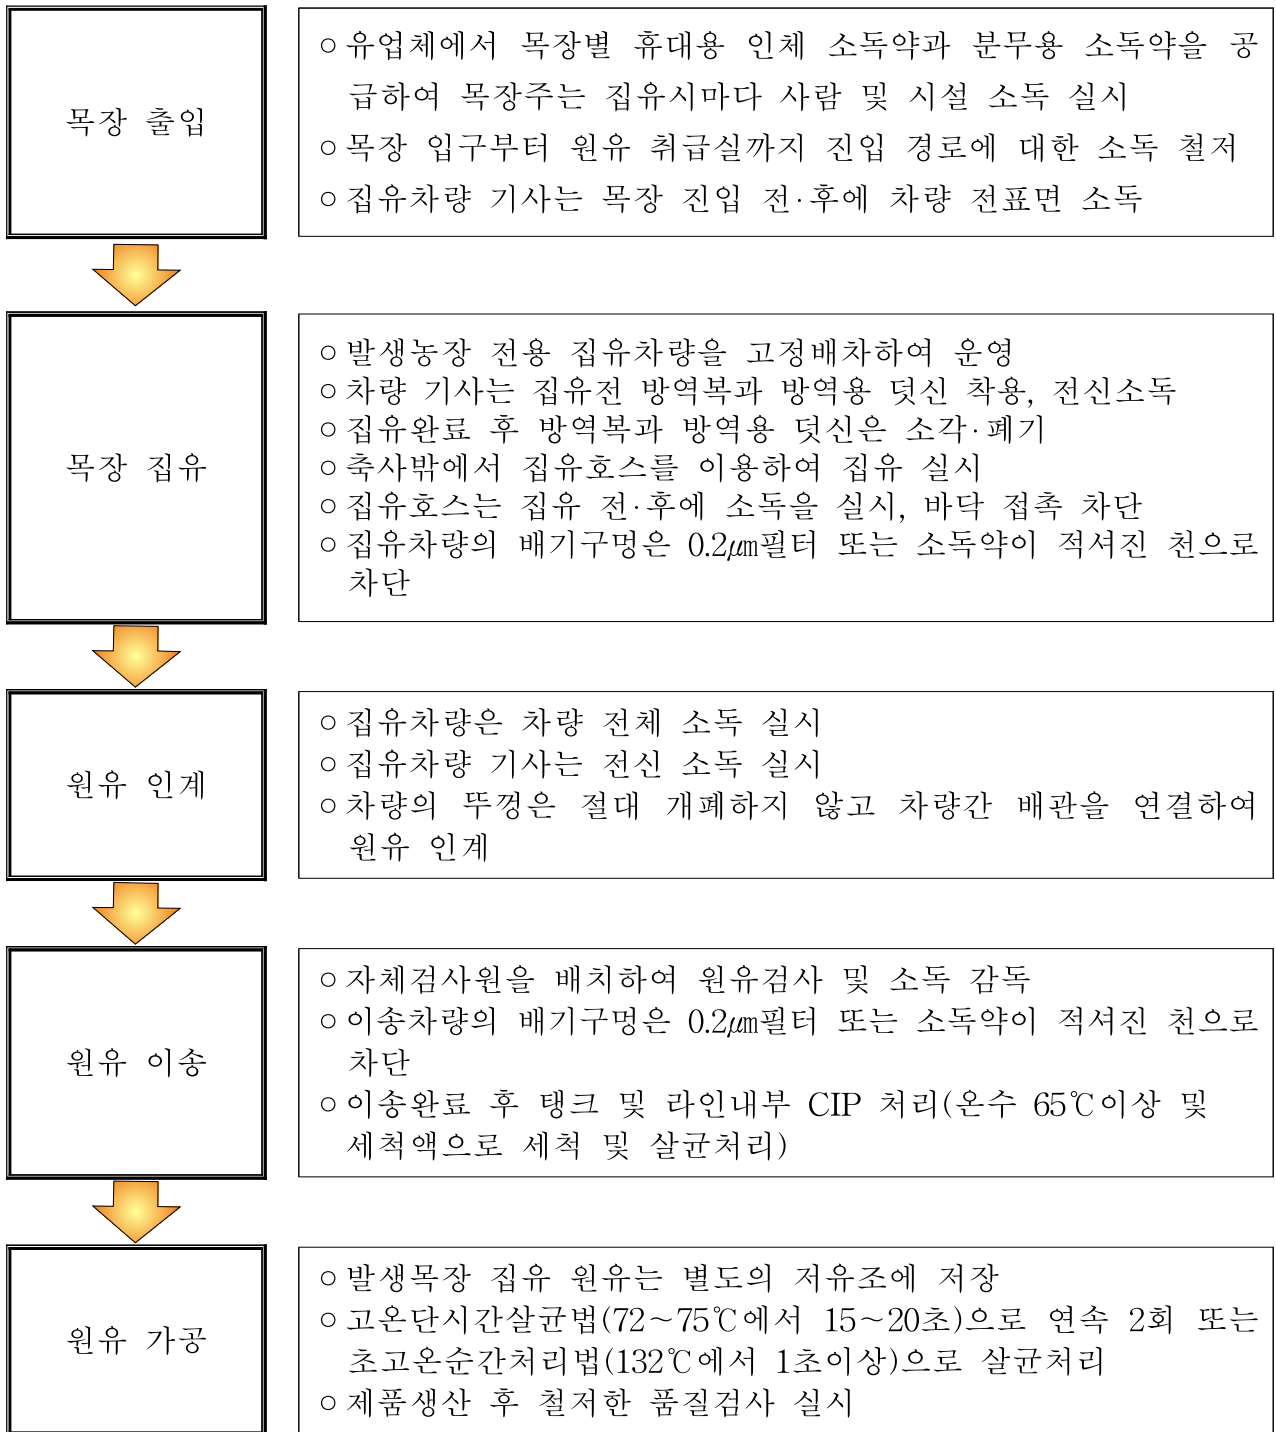 목장 출입
○유업체에서 목장별 휴대용 인체 소독약과 분무용 소독약을 공
급하여 목장주는 집유시마다 사람 및 시설 소독 실시
○목장 입구부터 원유 취급실까지 진입 경로에 대한 소독 철저
○집유차량 기사는 목장 진입 전·후에 차량 전표면 소독
목장 집유
○발생농장 전용 집유차량을 고정배차하여 운영
○차량 기사는 집유전 방역복과 방역용 덧신 착용, 전신소독
○집유완료 후 방역복과 방역용 덧신은 소각·폐기
○축사밖에서 집유호스를 이용하여 집유 실시
○집유호스는 집유 전·후에 소독을 실시, 바닥 접촉 차단
○집유차량의 배기구멍은 0.2㎛필터 또는 소독약이 적셔진 천으로
차단
원유 인계
○집유차량은 차량 전체 소독 실시
○집유차량 기사는 전신 소독 실시
○차량의 뚜껑은 절대 개폐하지 않고 차량간 배관을 연결하여
원유 인계
원유 이송
○자체검사원을 배치하여 원유검사 및 소독 감독
○이송차량의 배기구멍은 0.2㎛필터 또는 소독약이 적셔진 천으로
차단
○이송완료 후 탱크 및 라인내부 CIP 처리(온수 65℃이상 및
세척액으로 세척 및 살균처리)
원유 가공
○발생목장 집유 원유는 별도의 저유조에 저장
○고온단시간살균법(72～75℃에서 15～20초)으로 연속 2회 또는
초고온순간처리법(132℃에서 1초이상)으로 살균처리
○제품생산 후 철저한 품질검사 실시